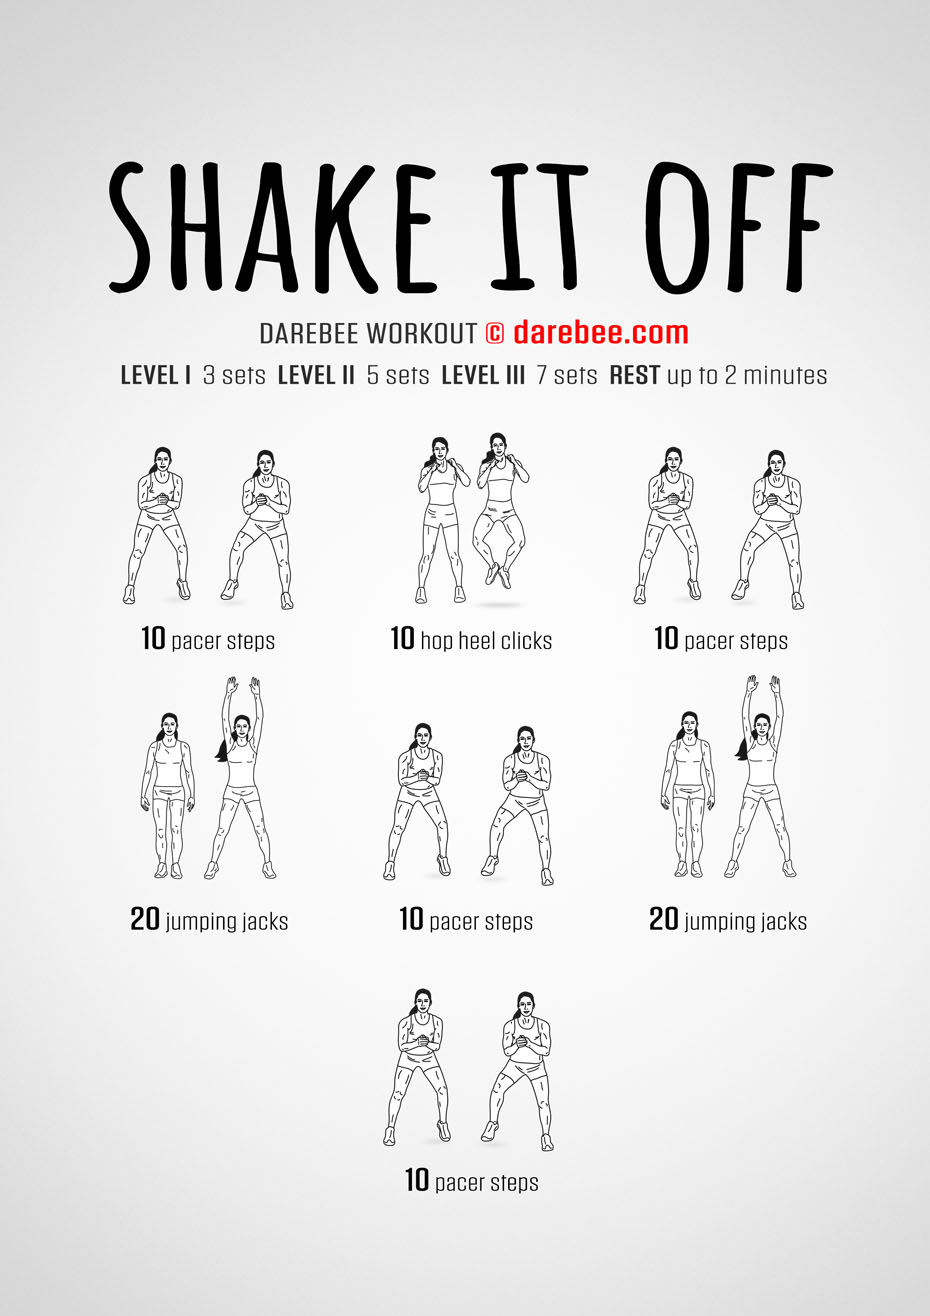 SHAKE IT OFF
DAREBEE WORKOUT © darebee.com
LEVEL I 3 sets LEVEL II 5 sets LEVEL III 7 sets REST up to 2 minutes
10 pacer steps
10 hop heel clicks
10 pacer steps
20 jumping jacks
10 pacer steps
20 jumping jacks
10 pacer steps